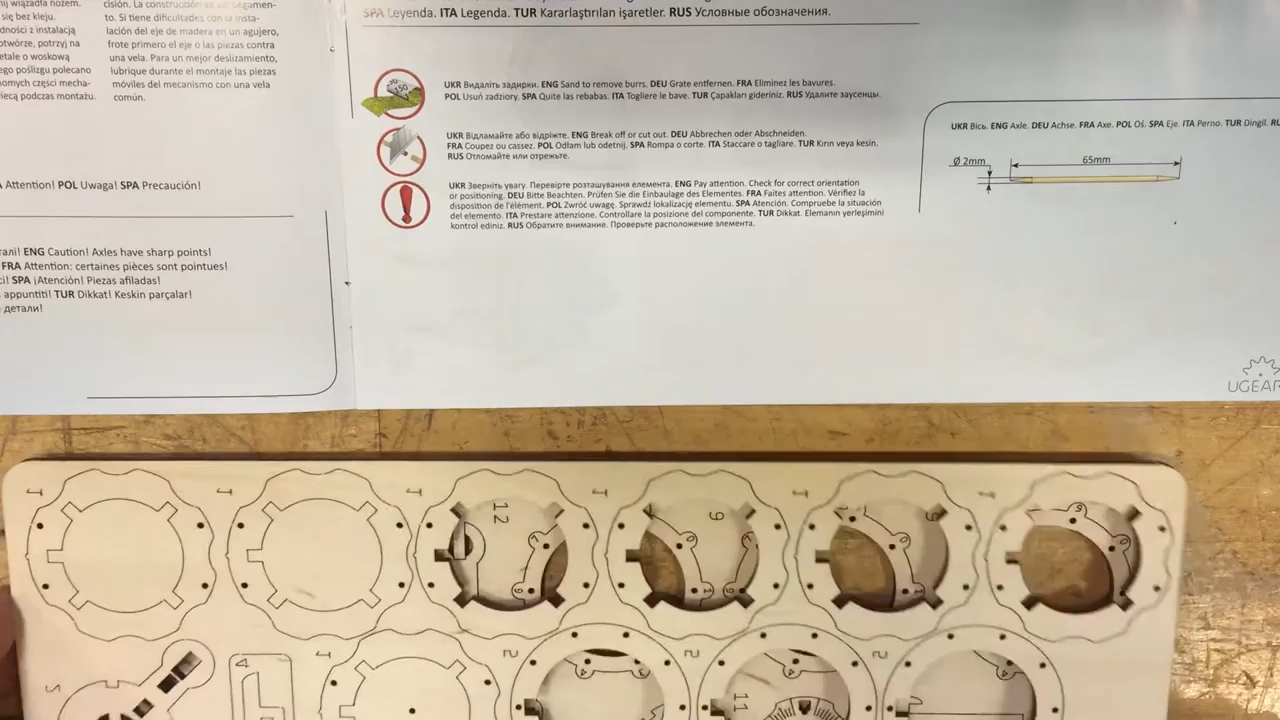 wiązadła nożem.
się bez kleju.
dności z instalacją
otwórze, potrzyj na
etale o woskową
ego poślizgu polecano
omych części mecha-
iecą podczas montażu.
cisión. La construcción
to. Si tiene dificultades con la insta-
lación del eje de madera en un agujero,
frote primero el eje o las piezas contra
una vela. Para un mejor deslizamiento,
lubrique durante el montaje las piezas
móviles del mecanismo con una vela
común.
Attention! POL Uwaga! SPA Precaución!
ENG Caution! Axles have sharp points!
FRA Attention: certaines pièces sont pointues!
SPA ¡Atención! Piezas afiladas!
appuntiti! TUR Dikkat! Keskin parçalar!
детали!
SPA Leyenda. ITA Legenda. TUR Kararlaştırılan işaretler. RUS Условные обозначения.
UKR Видаліть задирки. ENG Sand to remove burrs. DEU Grate entfernen. FRA Eliminez les bavures.
POL Usuń zadziory. SPA Quite las rebabas. ITA Togliere le bave. TUR Çapakları gideriniz. RUS Удалите заусенцы.
UKR Відламайте або відріжте. ENG Break off or cut out. DEU Abbrechen oder Abschneiden.
FRA Coupez ou cassez. POL Odłam lub odetnij. SPA Rompa o corte. ITA Staccare o tagliare. TUR Kırın veya kesin.
RUS Отломайте или отрежьте.
UKR Зверніть увагу. Перевірте розташування елемента. ENG Pay attention. Check for correct orientation
or positioning. DEU Bitte Beachten. Prüfen Sie die Einbaulage des Elementes. FRA Faites attention. Vérifiez la
disposition de l'élément. POL Zwróć uwagę. Sprawdź lokalizację elementu. SPA Atención. Compruebe la situación
del elemento. ITA Prestare attenzione. Controllare la posizione del componente. TUR Dikkat. Elemanın yerleşimini
kontrol ediniz. RUS Обратите внимание. Проверьте расположение элемента.
UKR Вісь. ENG Axle. DEU Achse. FRA Axe. POL Oś. SPA Eje. ITA Perno. TUR Dingil.
Ø 2mm
65mm
UGEAR
12
9
9
4
11